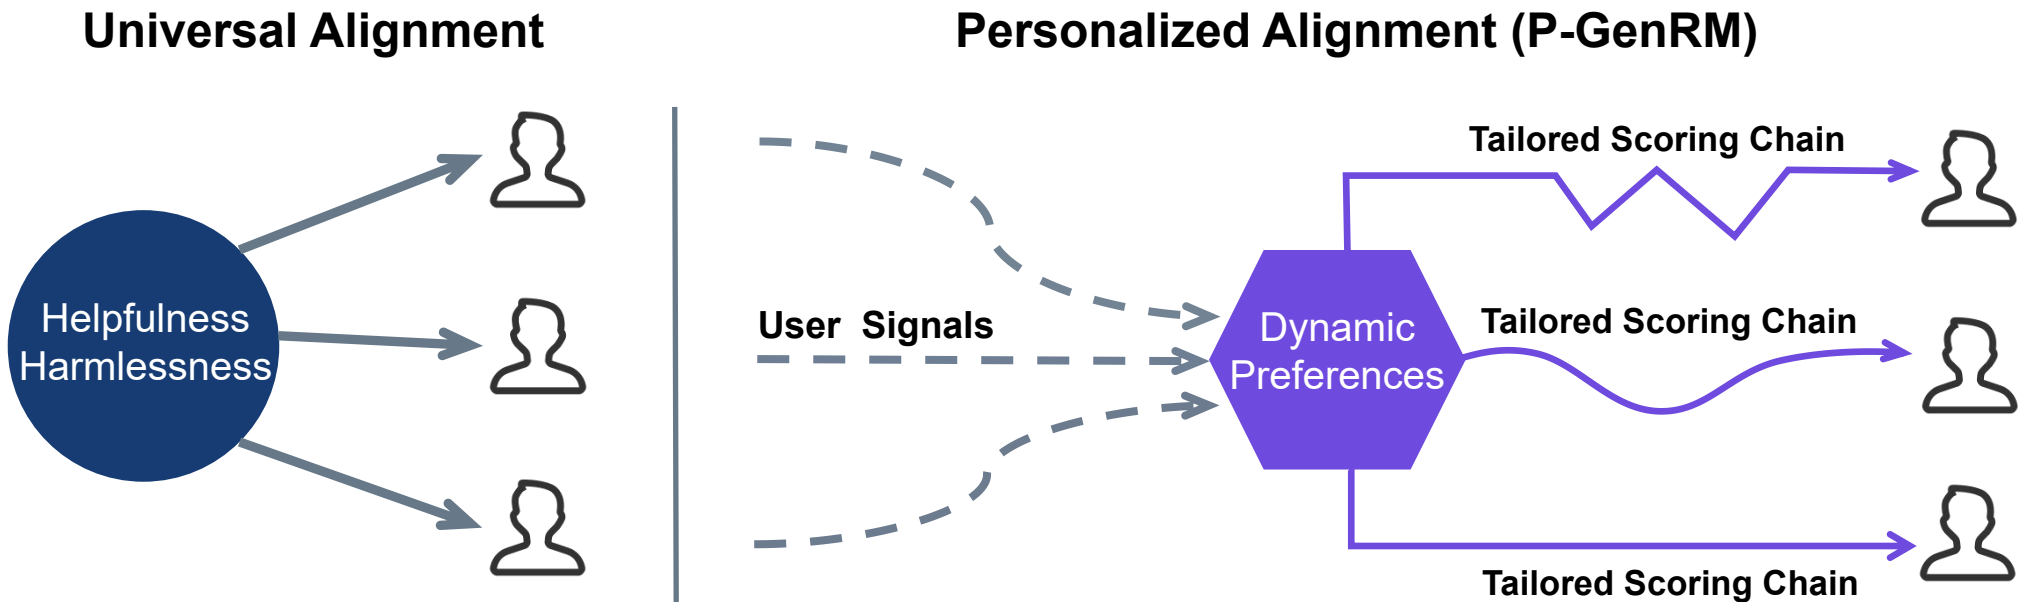 Universal Alignment
Helpfulness
Harmlessness
Personalized Alignment (P-GenRM)
User Signals
Dynamic
Preferences
Tailored Scoring Chain
Tailored Scoring Chain
Tailored Scoring Chain